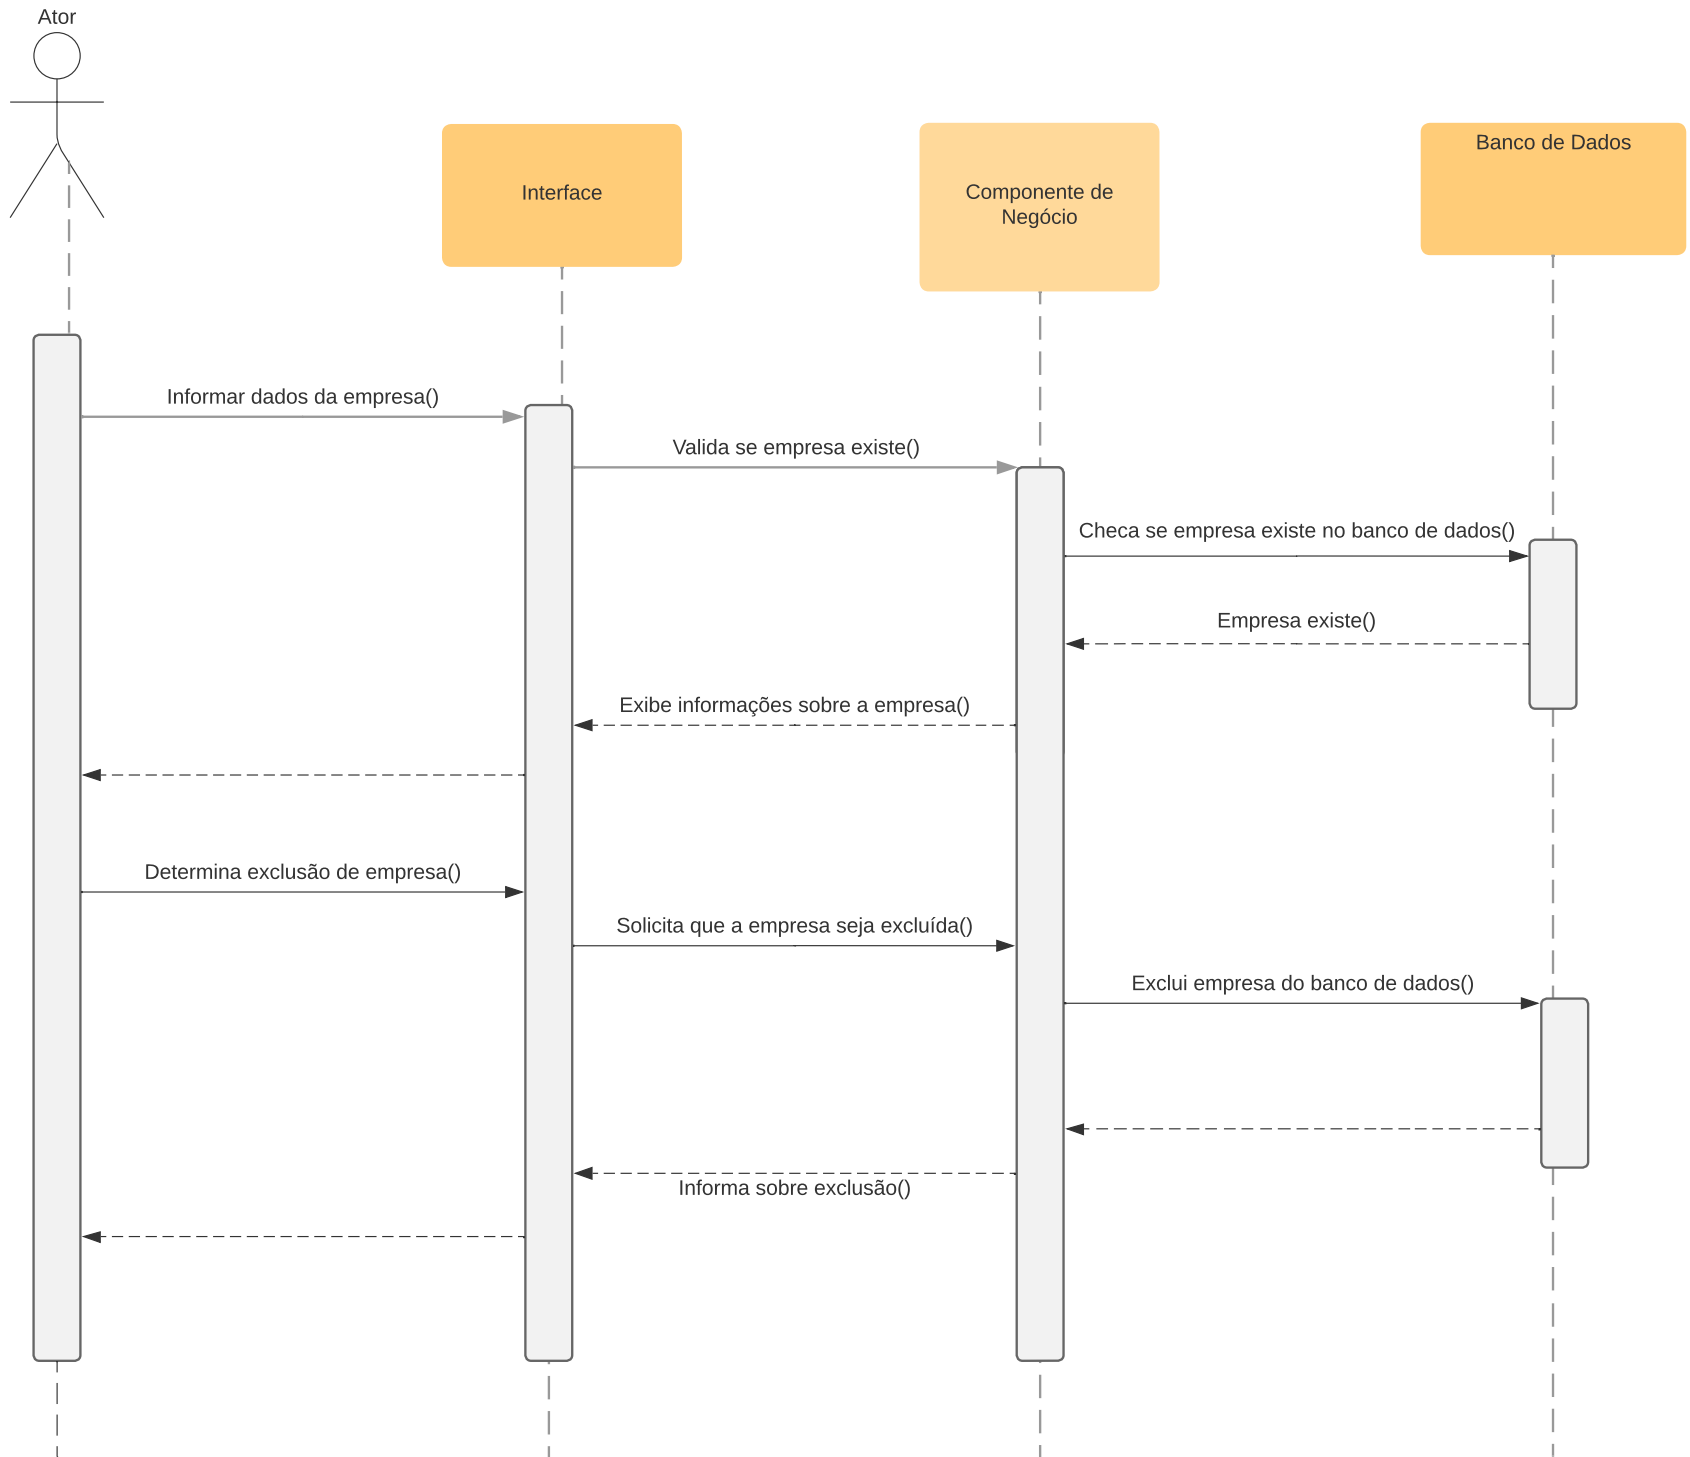 Ator
Interface
Componente de
Negócio
Banco de Dados
Informar dados da empresa()
Valida se empresa existe()
Checa se empresa existe no banco de dados()
Empresa existe()
Exibe informações sobre a empresa()
Determina exclusão de empresa()
Solicita que a empresa seja excluída()
Exclui empresa do banco de dados()
Informa sobre exclusão()